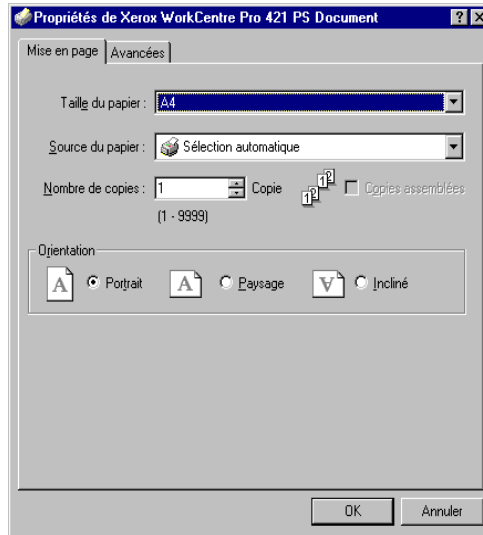 Propriétés de Xerox WorkCentre Pro 421 PS Document
Mise en page Avancées
Taille du papier : A4
Source du papier : Sélection automatique
Nombre de copies : 1 Copie Copies assemblées
(1 - 9999)
Orientation
A Portrait A Paysage A Incliné
OK Annuler